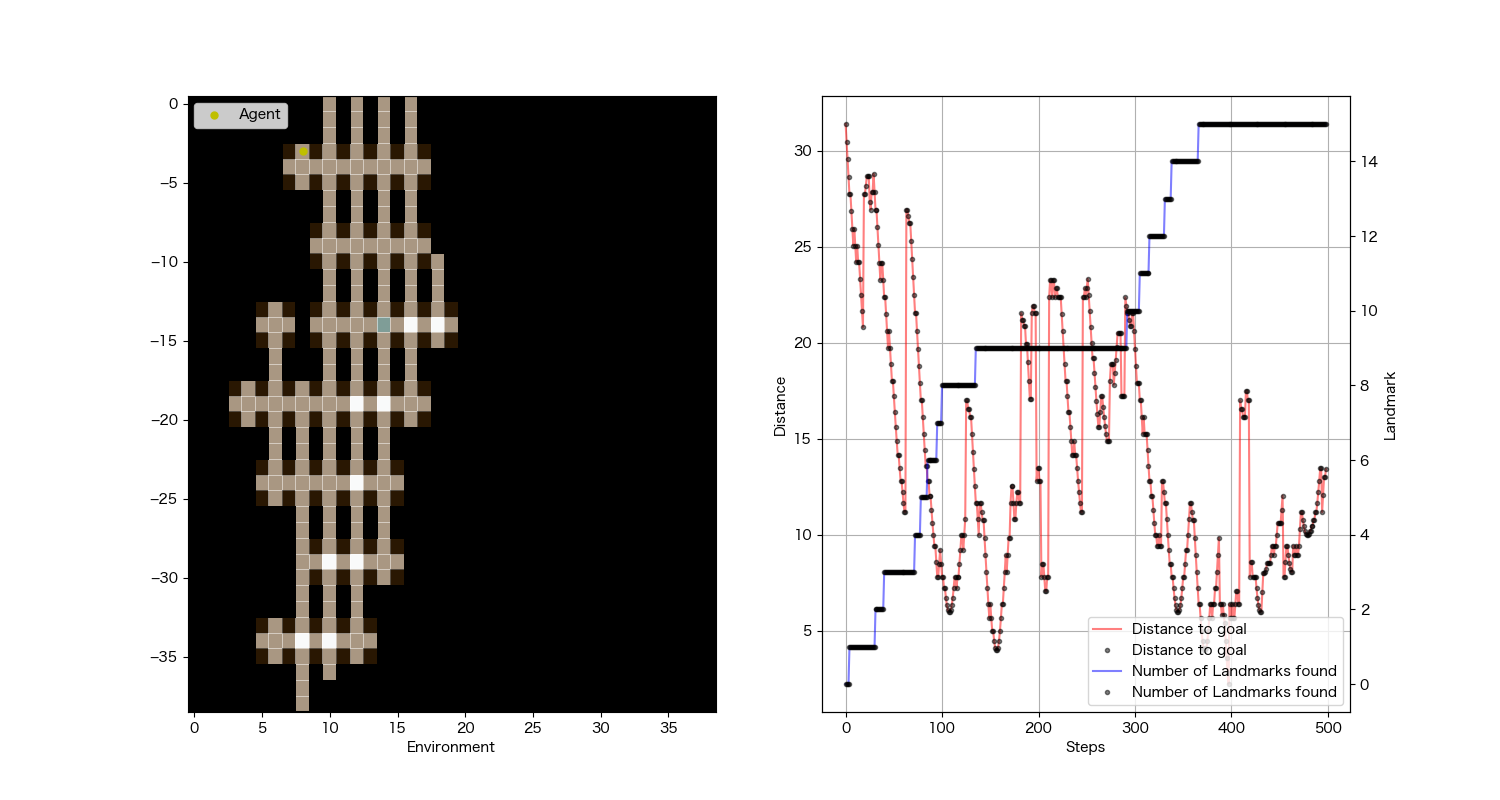 Agent
0
−5
−10
−15
−20
−25
−30
−35
0 5 10 15 20 25 30 35
Environment
30
25
20
15
10
5
Distance
0 100 200 300 400 500
Steps
14
12
10
8
6
4
2
0
Landmark
Distance to goal
Distance to goal
Number of Landmarks found
Number of Landmarks found